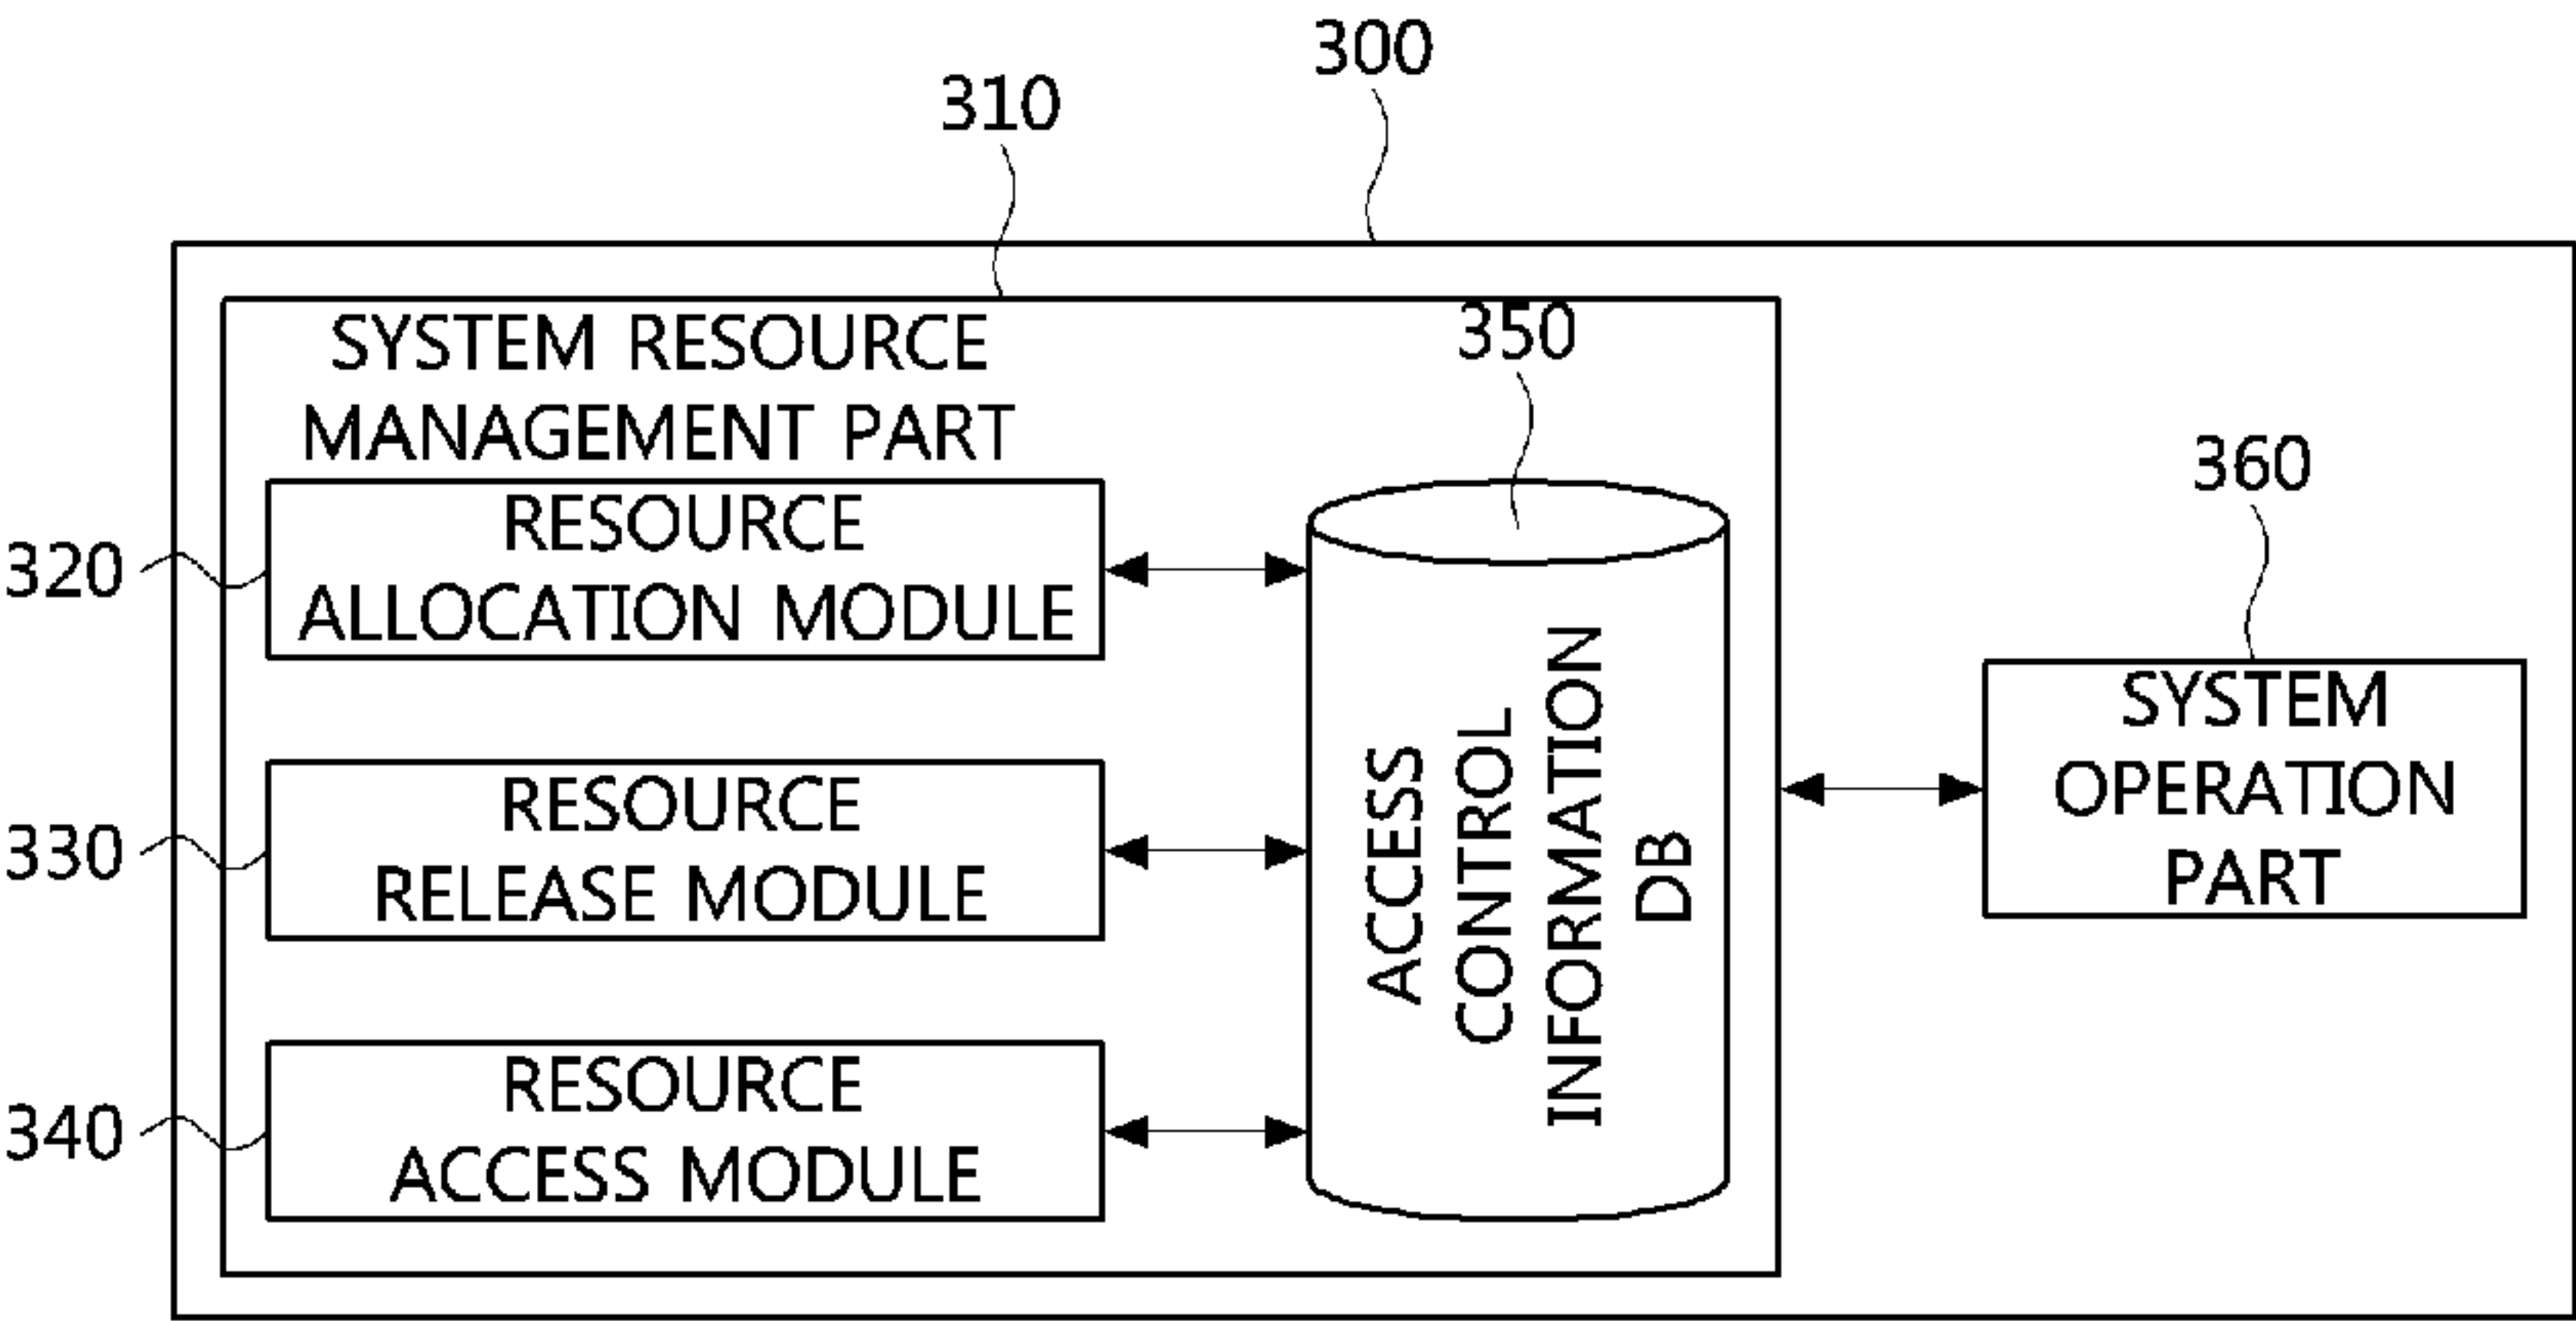 300
310
SYSTEM RESOURCE
MANAGEMENT PART
350
360
320
RESOURCE
ALLOCATION MODULE
330
RESOURCE
RELEASE MODULE
340
RESOURCE
ACCESS MODULE
ACCESS
CONTROL
INFORMATION
DB
SYSTEM
OPERATION
PART